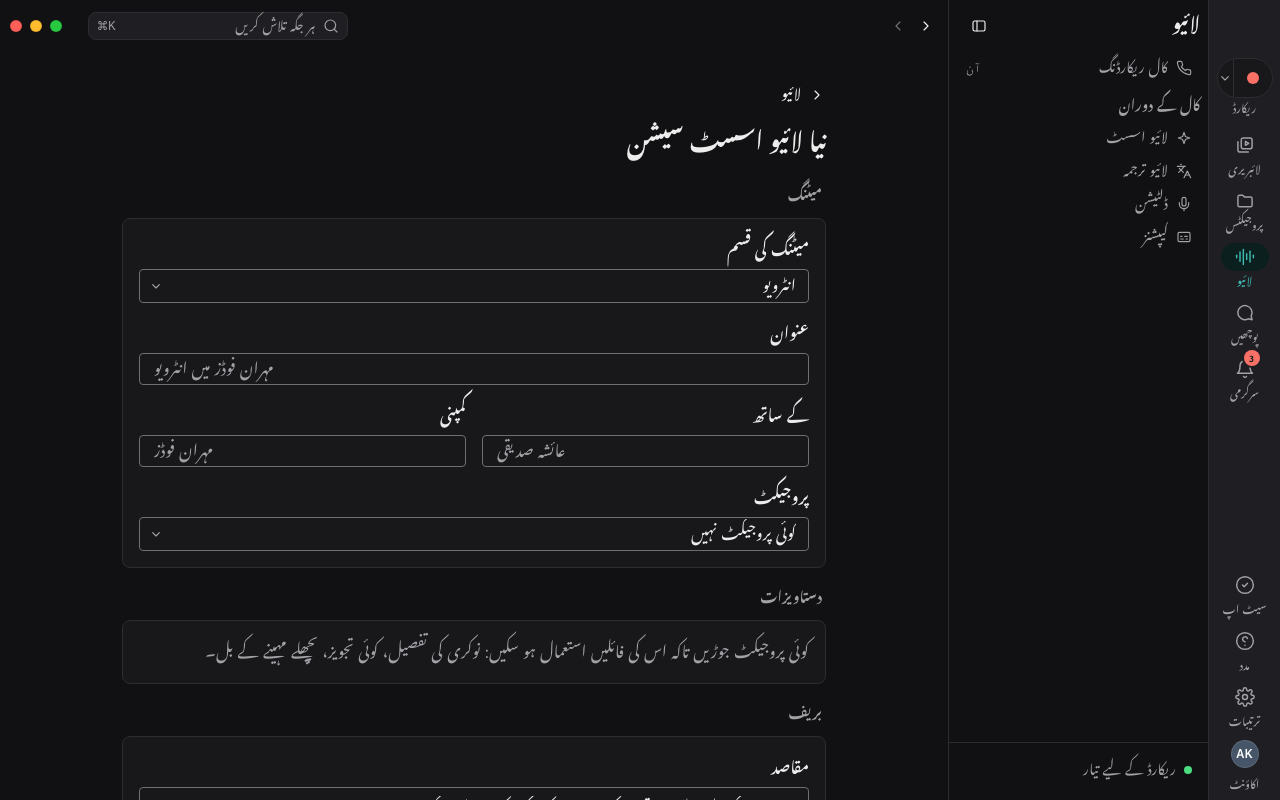 ریکارڈ
لائبریری
پروجیکٹس
لائیو
پوچھیں
3
سرگرمی
سیٹ اپ
مدد
ترتیبات
AK
اکاؤنٹ
لائیو
کال ریکارڈنگ
آن
کال کے دوران
لائیو اسسٹ
لائیو ترجمہ
ڈکٹیشن
کیپشنز
ریکارڈ کے لیے تیار
ہر جگہ تلاش کریں
⌘K
لائیو
نیا لائیو اسسٹ سیشن
میٹنگ
میٹنگ کی قسم
انٹرویو
عنوان
مہران فوڈز میں انٹرویو
کے ساتھ
کمپنی
عائشہ صدیقی
مہران فوڈز
پروجیکٹ
کوئی پروجیکٹ نہیں
دستاویزات
کوئی پروجیکٹ جوڑیں تاکہ اس کی فائلیں استعمال ہو سکیں: نوکری کی تفصیل، کوئی تجویز، پچھلے مہینے کے بل۔
بریف
مقاصد